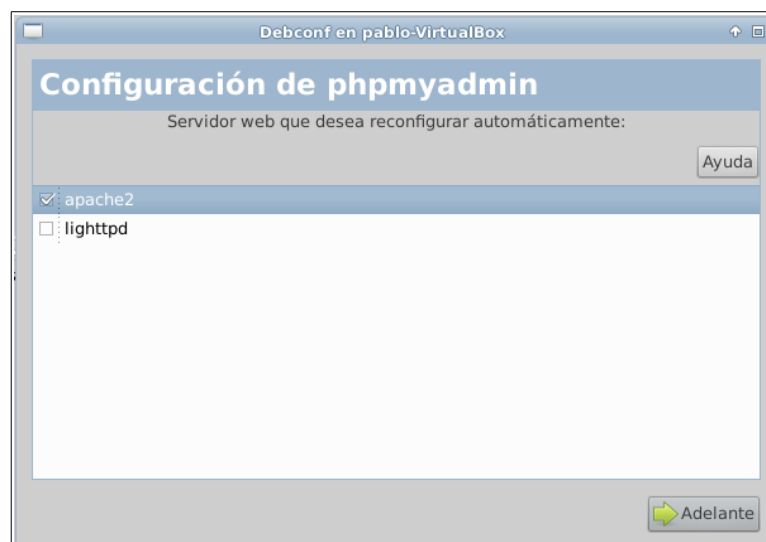 Debconf en pablo-VirtualBox
Configuración de phpmyadmin
Servidor web que desea reconfigurar automáticamente:
Ayuda
apache2
lighttpd
Adelante